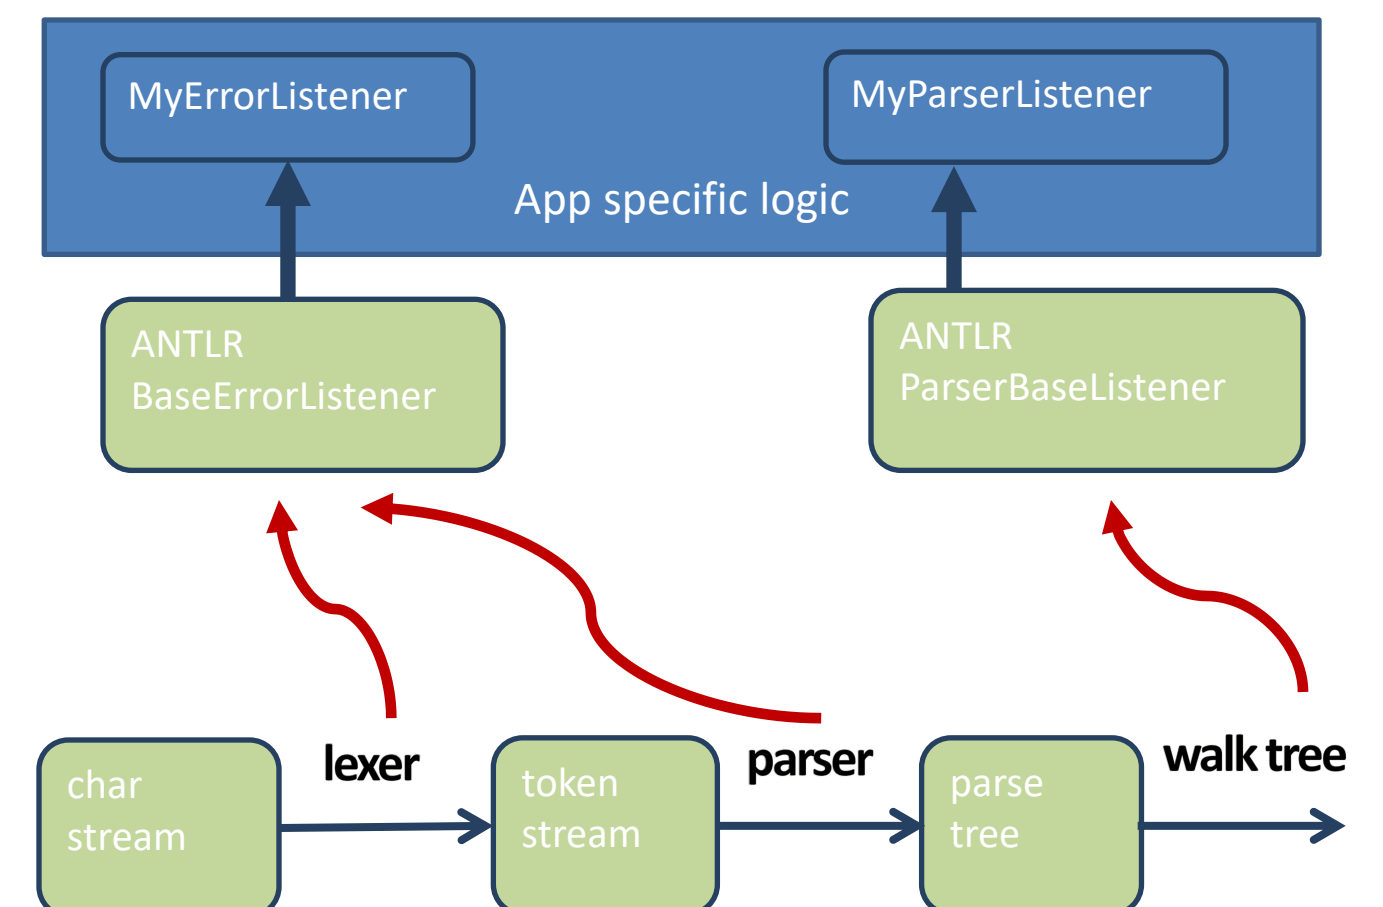 MyErrorListener
MyParserListener
App specific logic
ANTLR
BaseErrorListener
ANTLR
ParserBaseListener
char
stream
lexer
token
stream
parser
parse
tree
walk tree